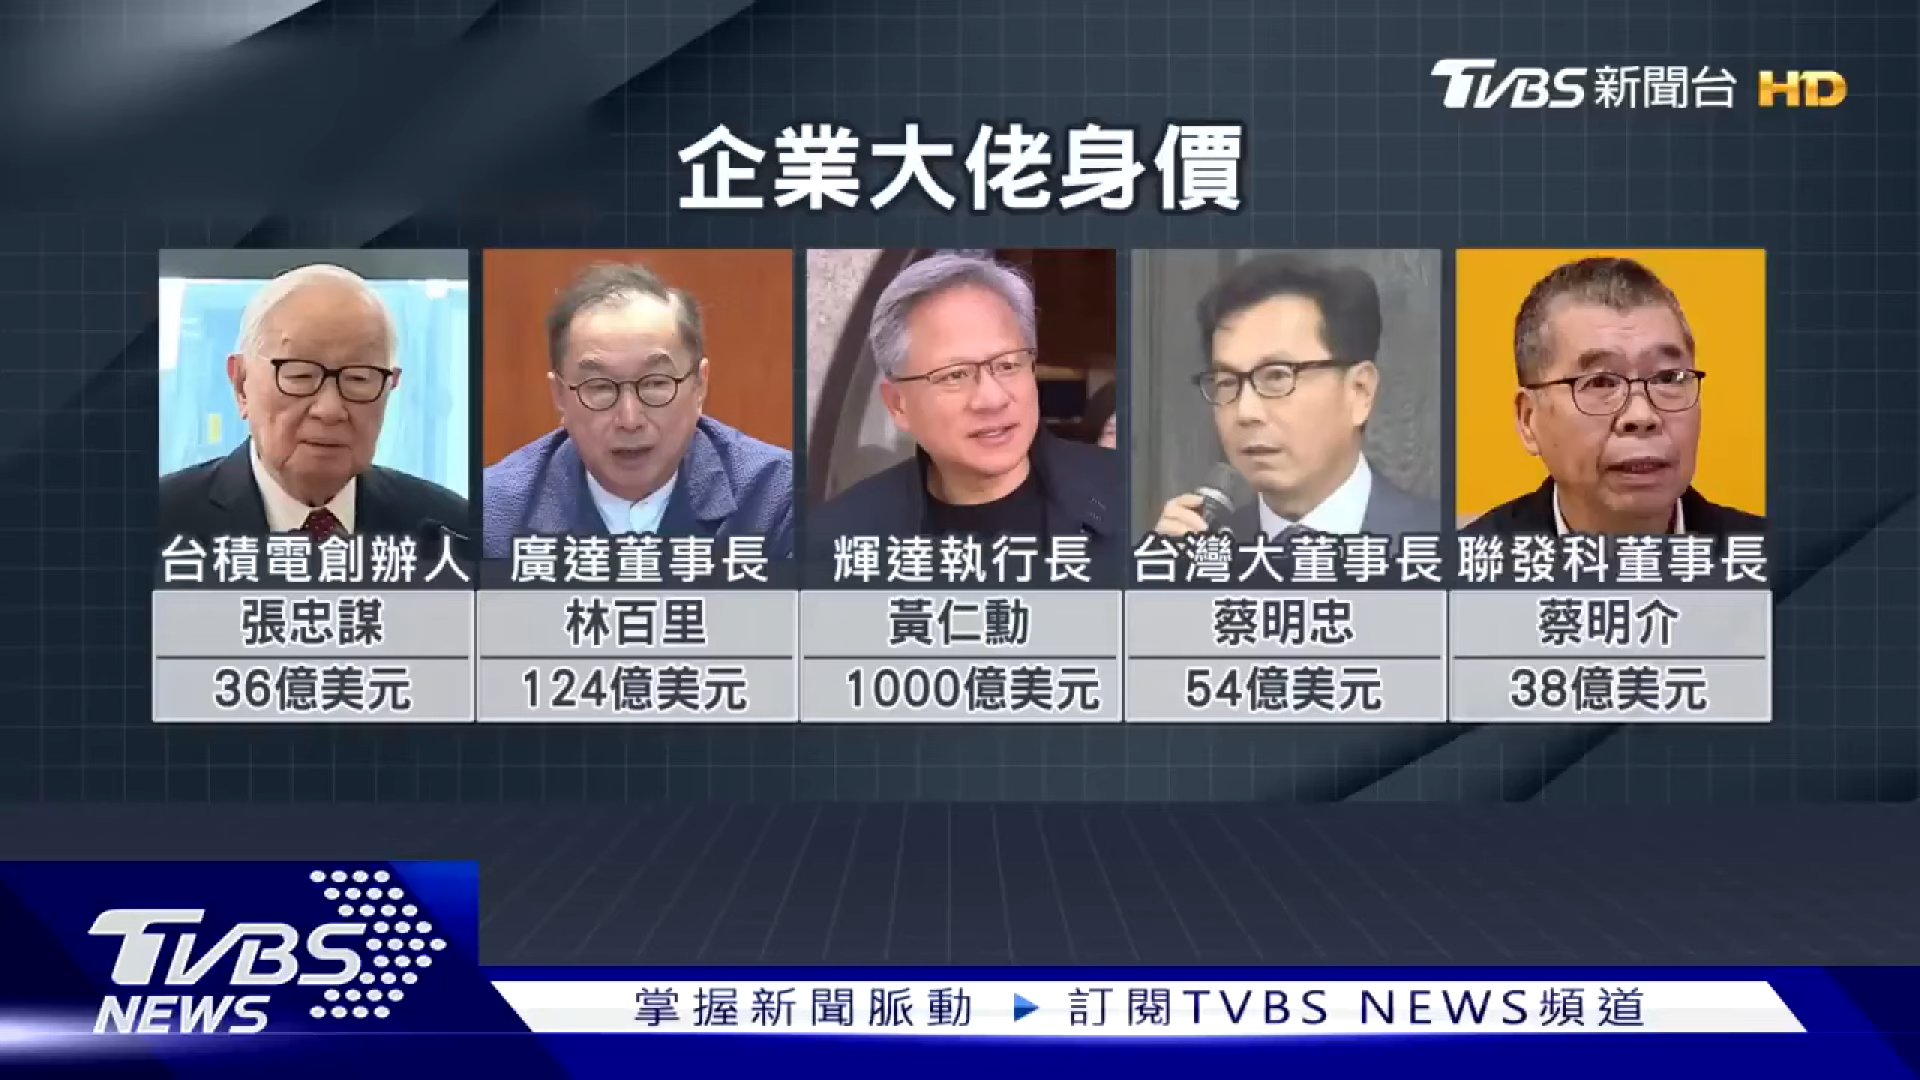 TVBS新聞台 HD
企業大佬身價
台積電創辦人 廣達董事長 輝達執行長 台灣大董事長 聯發科董事長
張忠謀 林百里 黃仁勳 蔡明忠 蔡明介
36億美元 124億美元 1000億美元 54億美元 38億美元
TVBS
NEWS
掌握新聞脈動 ▶ 訂閱TVBS NEWS頻道